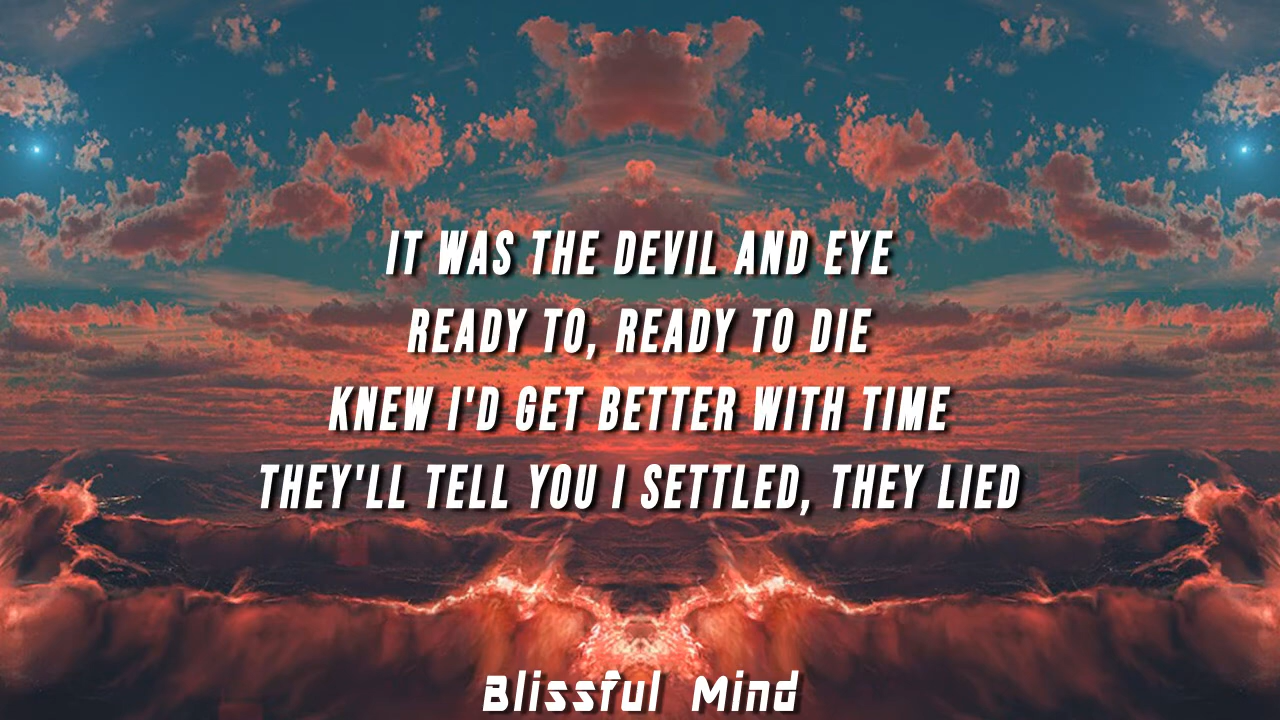 IT WAS THE DEVIL AND EYE
READY TO, READY TO DIE
KNEW I'D GET BETTER WITH TIME
THEY'LL TELL YOU I SETTLED, THEY LIED
Blissful Mind